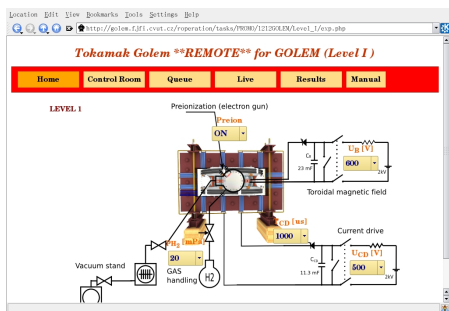 Location Edit View Bookmarks Tools Settings Help
http://golem.fjfi.cvut.cz/roperation/tasks/PROMO/1212GOLEM/Level_1/exp.php
Tokamak Golem **REMOTE** for GOLEM (Level I )
Home Control Room Queue Live Results Manual
LEVEL 1
Preionization (electron gun)
Preion
ON
UB [V]
600
CB
23 mF
2kV
Toroidal magnetic field
TCD [us]
1000
Current drive
UCD [V]
500
CCD
11.3 mF
2kV
PH2 [mPa]
20
GAS
handling
H2
Vacuum stand